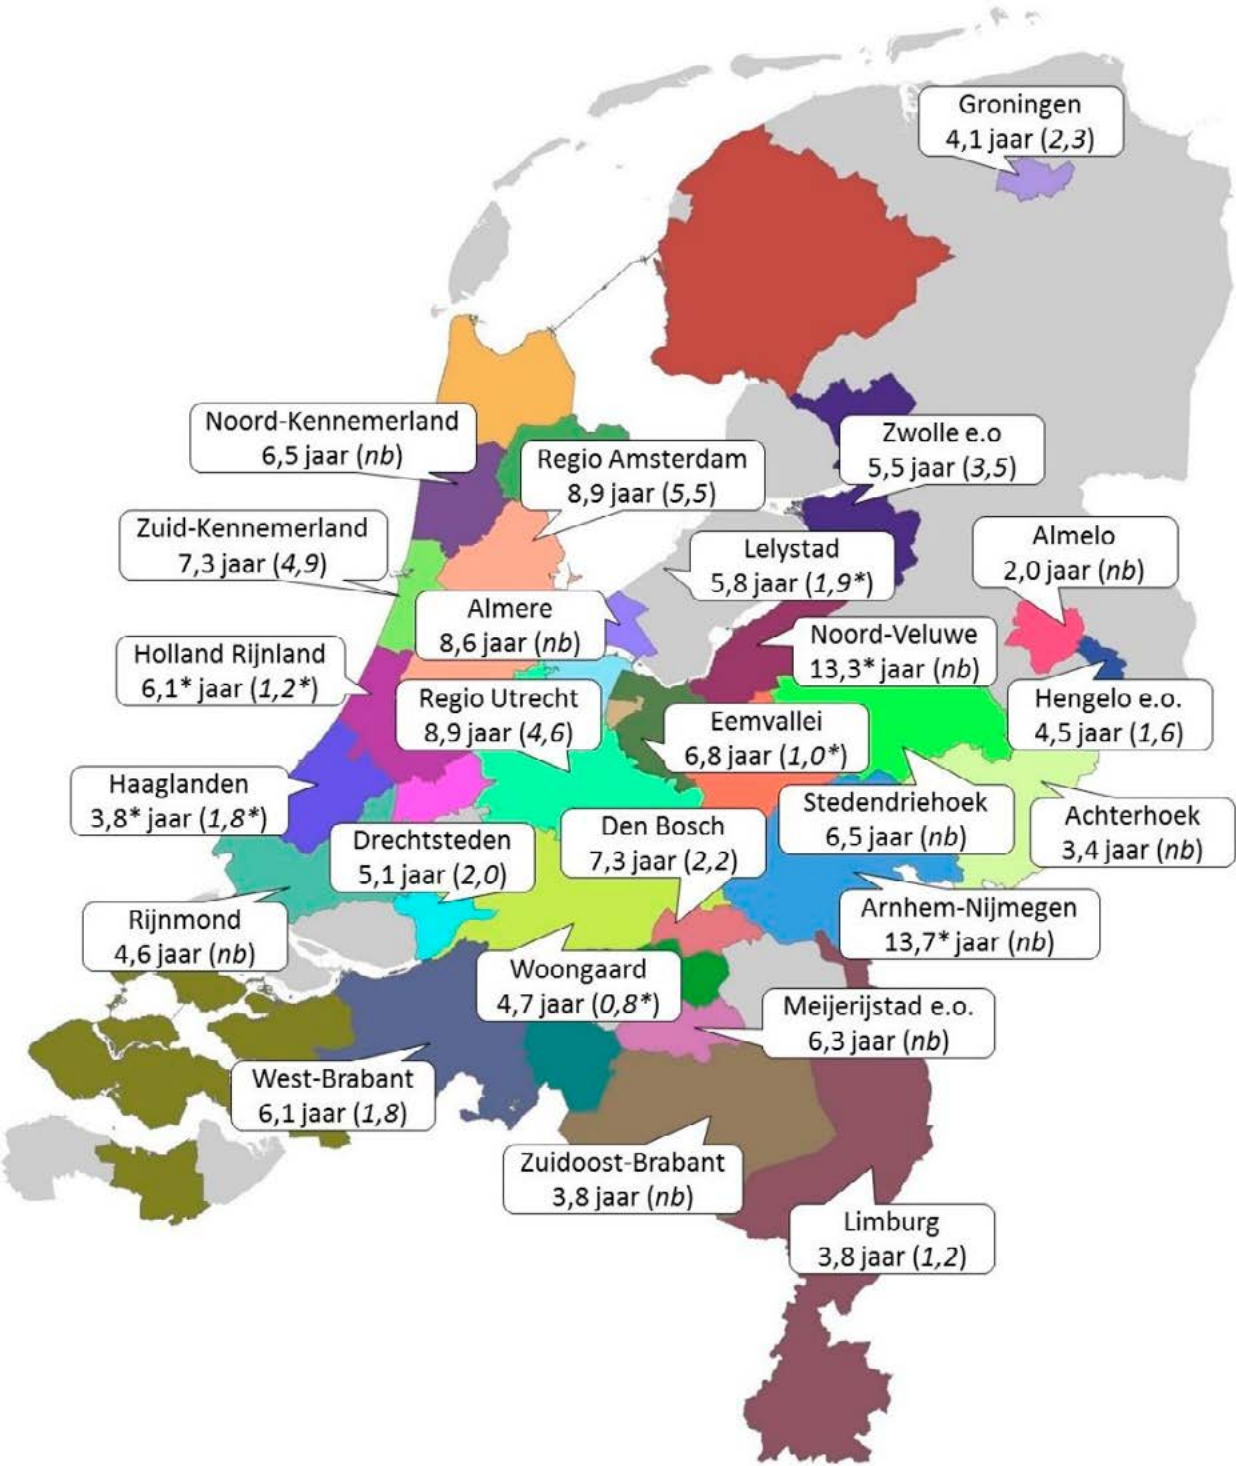 Groningen
4,1 jaar (2,3)
Noord-Kennemerland
6,5 jaar (nb)
Regio Amsterdam
8,9 jaar (5,5)
Zwolle e.o
5,5 jaar (3,5)
Zuid-Kennemerland
7,3 jaar (4,9)
Lelystad
5,8 jaar (1,9*)
Almelo
2,0 jaar (nb)
Almere
8,6 jaar (nb)
Noord-Veluwe
13,3* jaar (nb)
Holland Rijnland
6,1* jaar (1,2*)
Regio Utrecht
8,9 jaar (4,6)
Eemvallei
6,8 jaar (1,0*)
Hengelo e.o.
4,5 jaar (1,6)
Haaglanden
3,8* jaar (1,8*)
Drechtsteden
5,1 jaar (2,0)
Den Bosch
7,3 jaar (2,2)
Stedendriehoek
6,5 jaar (nb)
Achterhoek
3,4 jaar (nb)
Rijnmond
4,6 jaar (nb)
Arnhem-Nijmegen
13,7* jaar (nb)
Woongaard
4,7 jaar (0,8*)
Meijerijstad e.o.
6,3 jaar (nb)
West-Brabant
6,1 jaar (1,8)
Zuidoost-Brabant
3,8 jaar (nb)
Limburg
3,8 jaar (1,2)